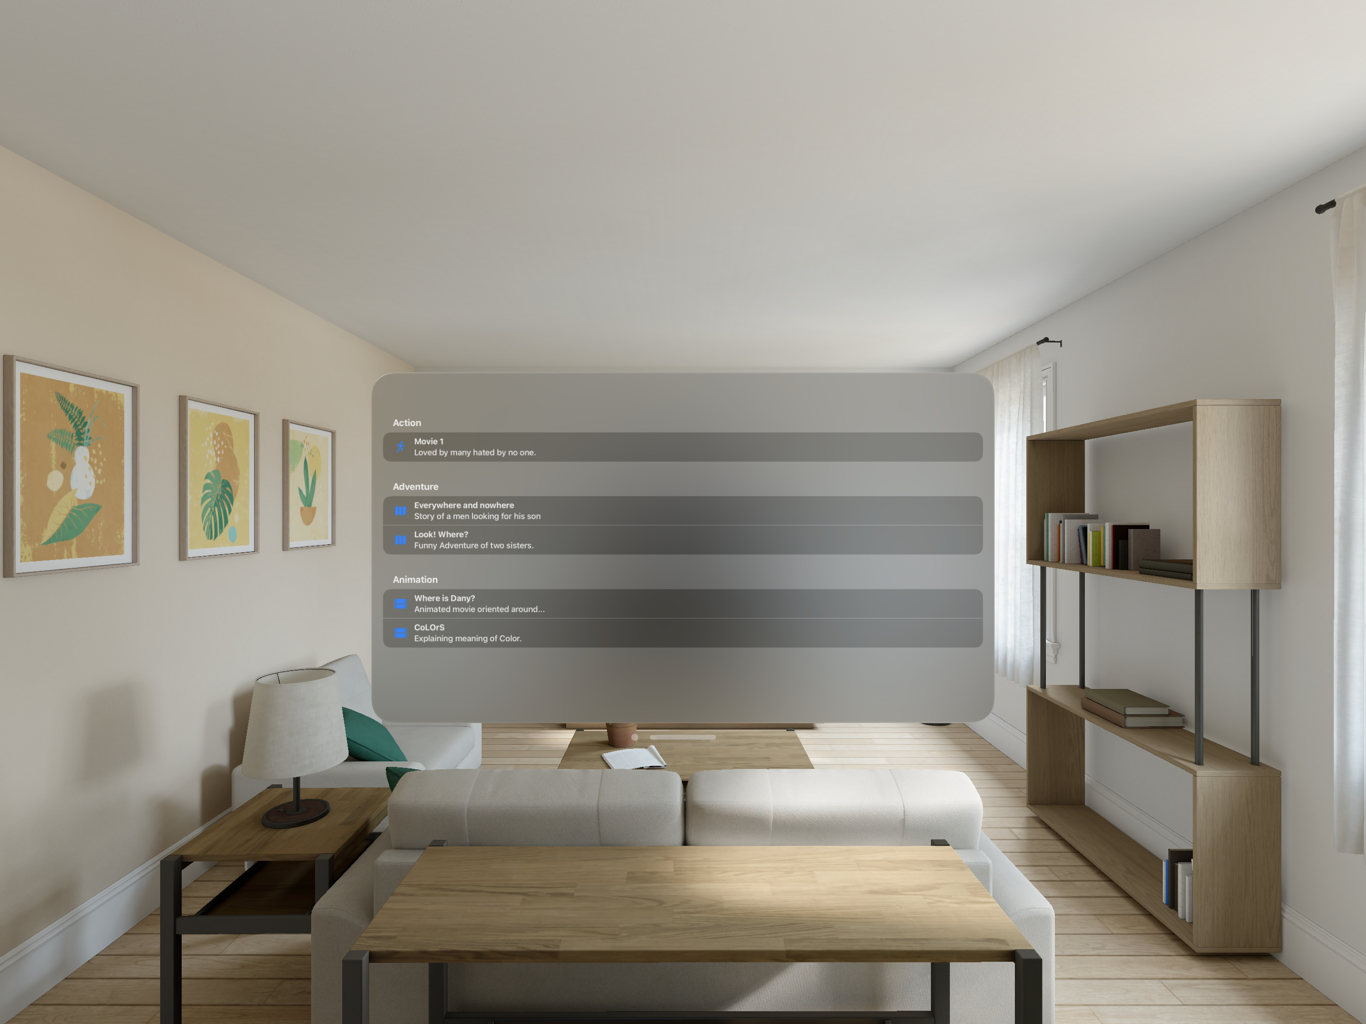 Action
Movie 1
Loved by many hated by no one.
Adventure
Everywhere and nowhere
Story of a men looking for his son
Look! Where?
Funny Adventure of two sisters.
Animation
Where is Dany?
Animated movie oriented around...
CoLOrS
Explaining meaning of Color.